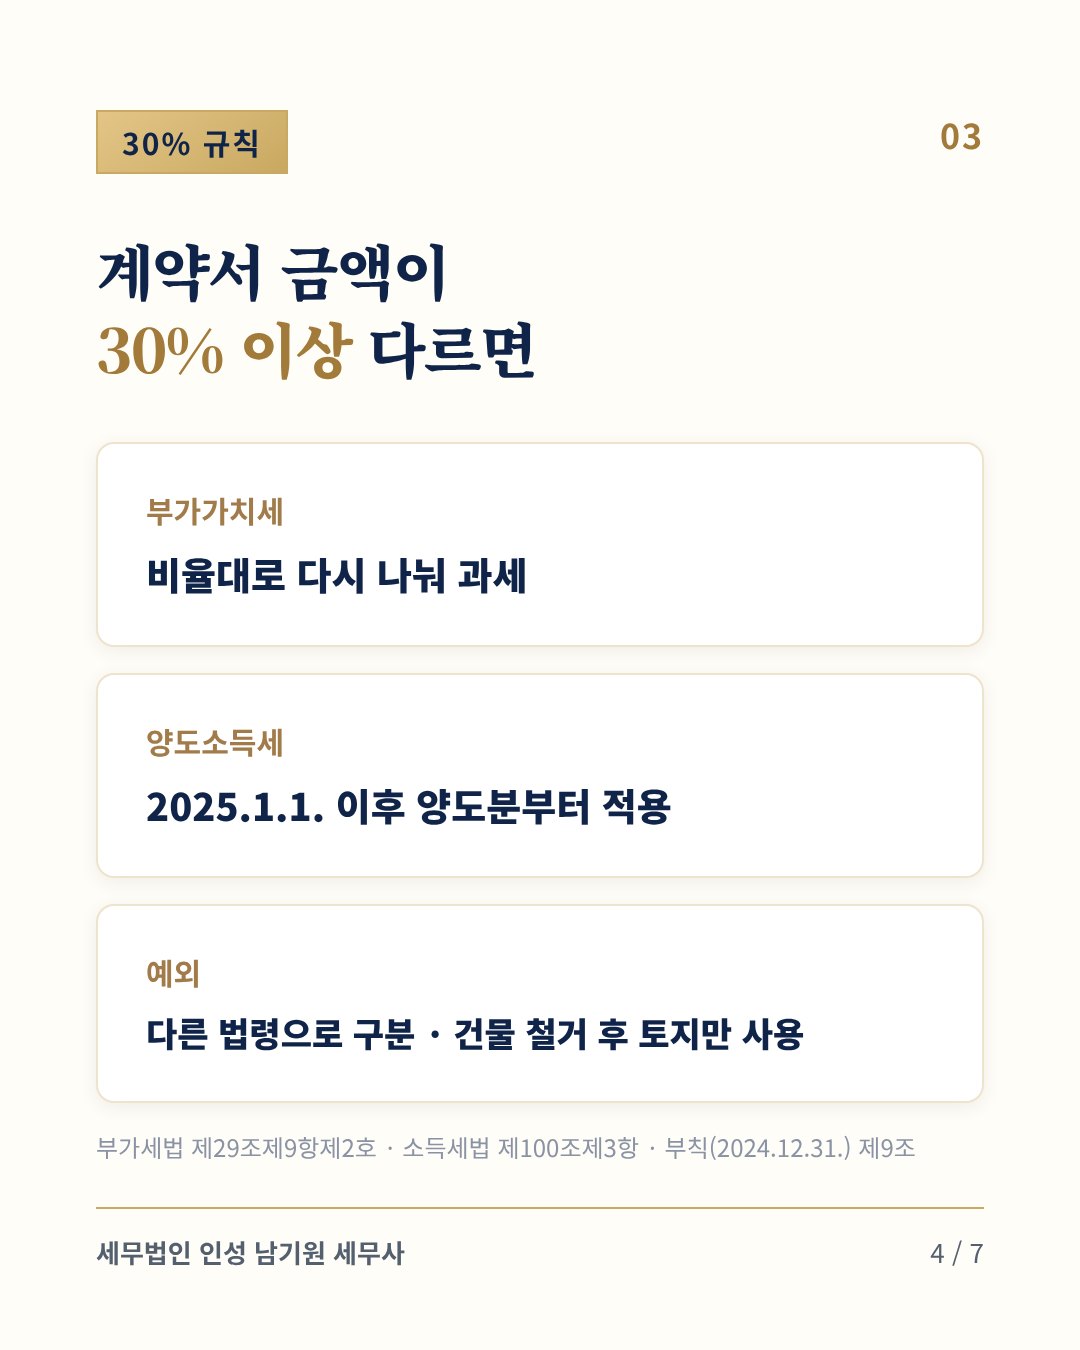 30% 규칙
03
계약서 금액이
30% 이상 다르면
부가가치세
비율대로 다시 나눠 과세
양도소득세
2025.1.1. 이후 양도분부터 적용
예외
다른 법령으로 구분 · 건물 철거 후 토지만 사용
부가세법 제29조제9항제2호 · 소득세법 제100조제3항 · 부칙(2024.12.31.) 제9조
세무법인 인성 남기원 세무사
4 / 7